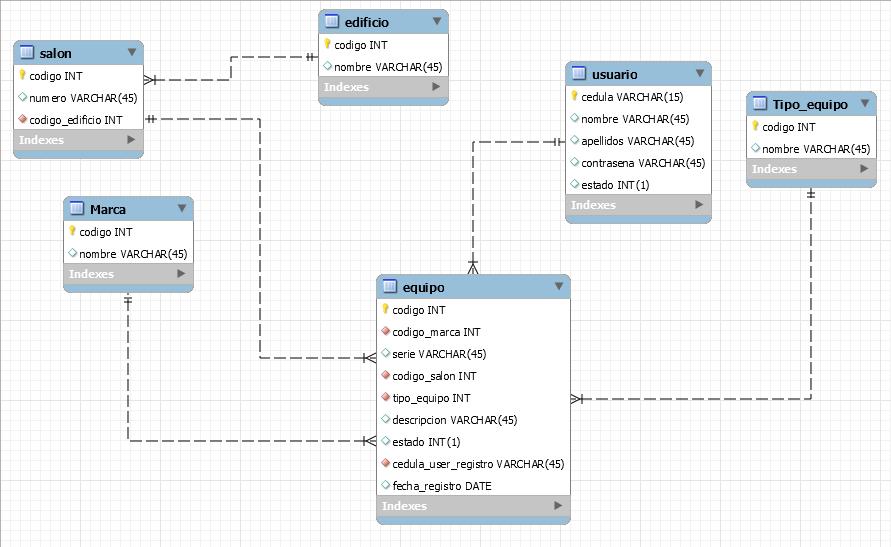 edificio
codigo INT
nombre VARCHAR(45)
Indexes
salon
codigo INT
numero VARCHAR(45)
codigo_edificio INT
Indexes
usuario
cedula VARCHAR(15)
nombre VARCHAR(45)
apellidos VARCHAR(45)
contrasena VARCHAR(45)
estado INT(1)
Indexes
Tipo_equipo
codigo INT
nombre VARCHAR(45)
Indexes
Marca
codigo INT
nombre VARCHAR(45)
Indexes
equipo
codigo INT
codigo_marca INT
serie VARCHAR(45)
codigo_salon INT
tipo_equipo INT
descripcion VARCHAR(45)
estado INT(1)
cedula_user_registro VARCHAR(45)
fecha_registro DATE
Indexes